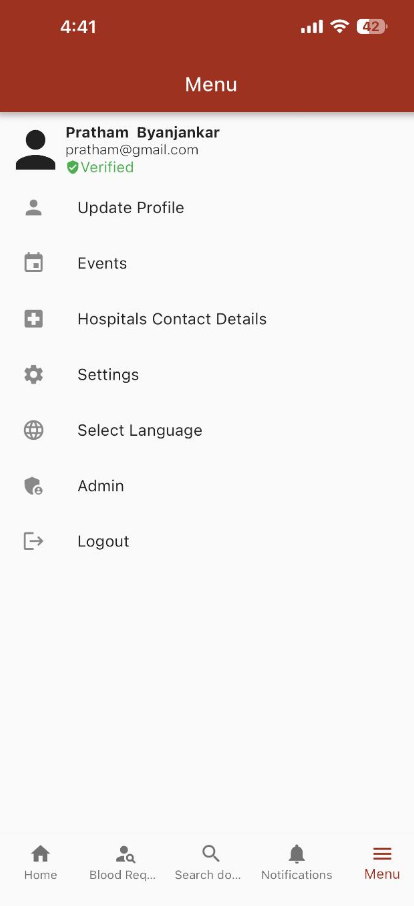 4:41
42
Menu
Pratham Byanjankar
pratham@gmail.com
Verified
Update Profile
Events
Hospitals Contact Details
Settings
Select Language
Admin
Logout
Home
Blood Req...
Search do...
Notifications
Menu